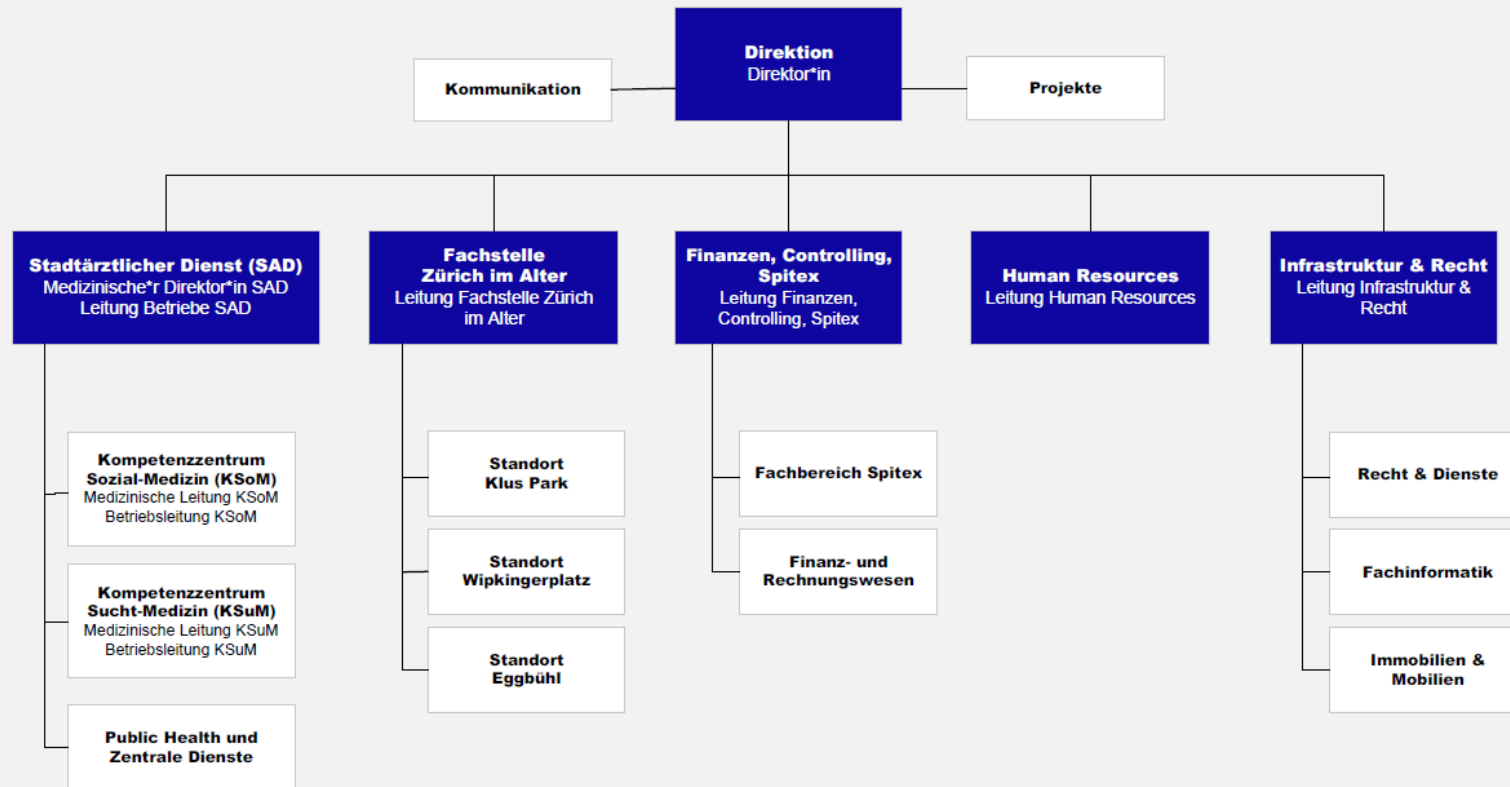 Direktion
Direktor*in
Kommunikation
Projekte
Stadtärztlicher Dienst (SAD)
Medizinische*r Direktor*in SAD
Leitung Betriebe SAD
Fachstelle
Zürich im Alter
Leitung Fachstelle Zürich
im Alter
Finanzen, Controlling,
Spitex
Leitung Finanzen,
Controlling, Spitex
Human Resources
Leitung Human Resources
Infrastruktur & Recht
Leitung Infrastruktur &
Recht
Kompetenzzentrum
Sozial-Medizin (KSoM)
Medizinische Leitung KSoM
Betriebsleitung KSoM
Kompetenzzentrum
Sucht-Medizin (KSuM)
Medizinische Leitung KSuM
Betriebsleitung KSuM
Public Health und
Zentrale Dienste
Standort
Klus Park
Standort
Wipkingerplatz
Standort
Eggbühl
Fachbereich Spitex
Finanz- und
Rechnungswesen
Recht & Dienste
Fachinformatik
Immobilien &
Mobilien